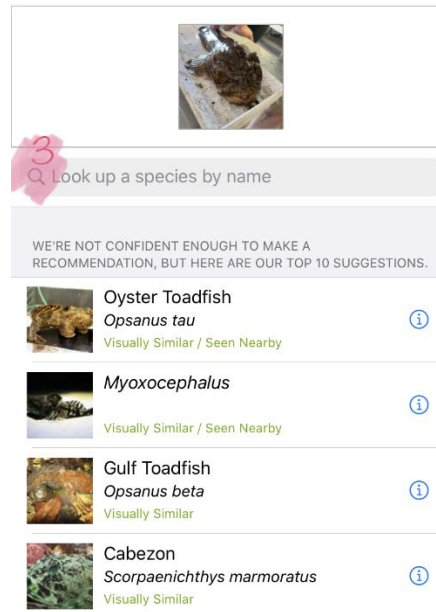 3
Look up a species by name
WE'RE NOT CONFIDENT ENOUGH TO MAKE A
RECOMMENDATION, BUT HERE ARE OUR TOP 10 SUGGESTIONS.
Oyster Toadfish
Opsanus tau
Visually Similar / Seen Nearby
Myoxocephalus
Visually Similar / Seen Nearby
Gulf Toadfish
Opsanus beta
Visually Similar
Cabezon
Scorpaenichthys marmoratus
Visually Similar